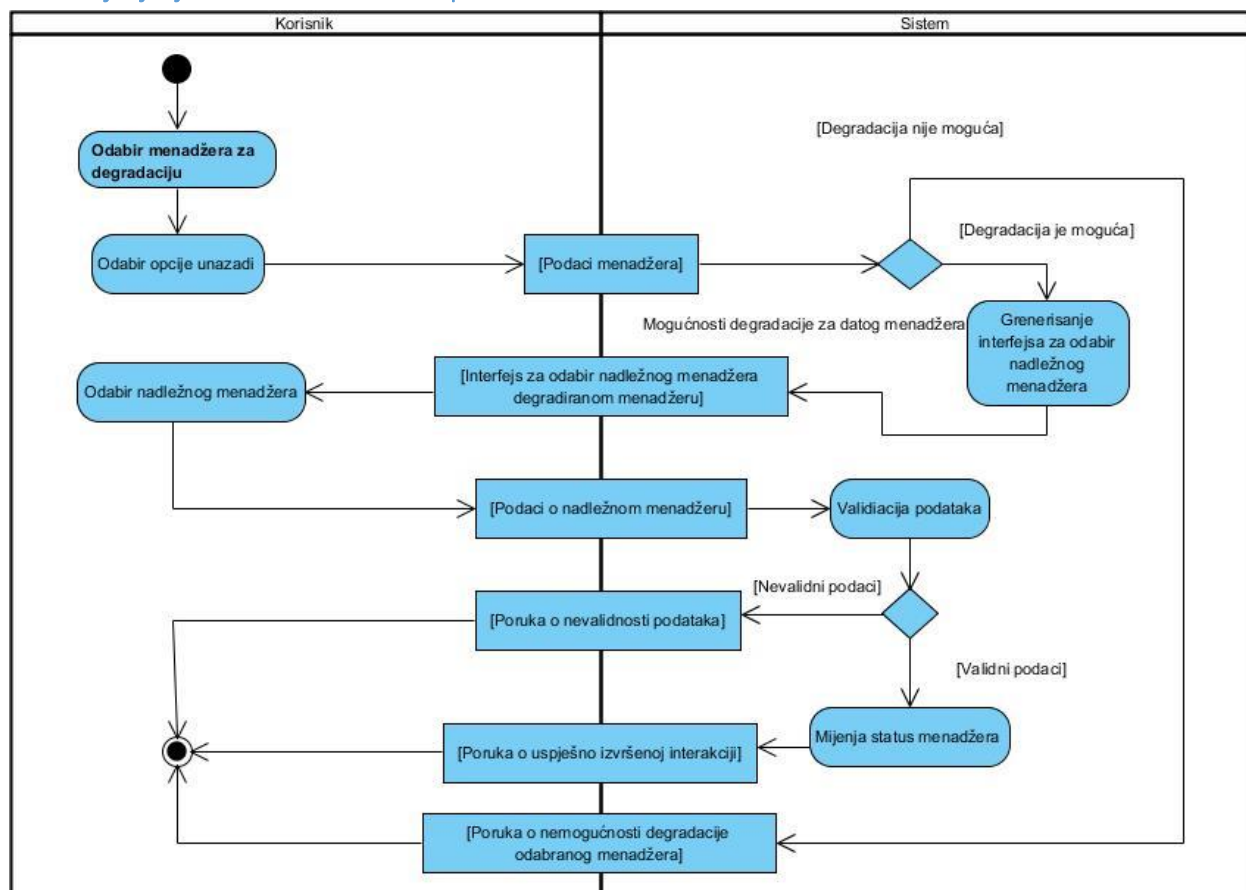 Korisnik
Sistem
[Degradacija nije moguća]
Odabir menadžera za
degradaciju
[Degradacija je moguća]
Odabir opcije unazadi
[Podaci menadžera]
Mogućnosti degradacije za datog menadžera
Grenerisanje
interfejsa za odabir
nadležnog
menadžera
Odabir nadležnog menadžera
[Interfejs za odabir nadležnog menadžera
degradiranom menadžeru]
[Podaci o nadležnom menadžeru]
Validiacija podataka
[Nevalidni podaci]
[Poruka o nevalidnosti podataka]
[Validni podaci]
Mijenja status menadžera
[Poruka o uspješno izvršenoj interakciji]
[Poruka o nemogućnosti degradacije
odabranog menadžera]